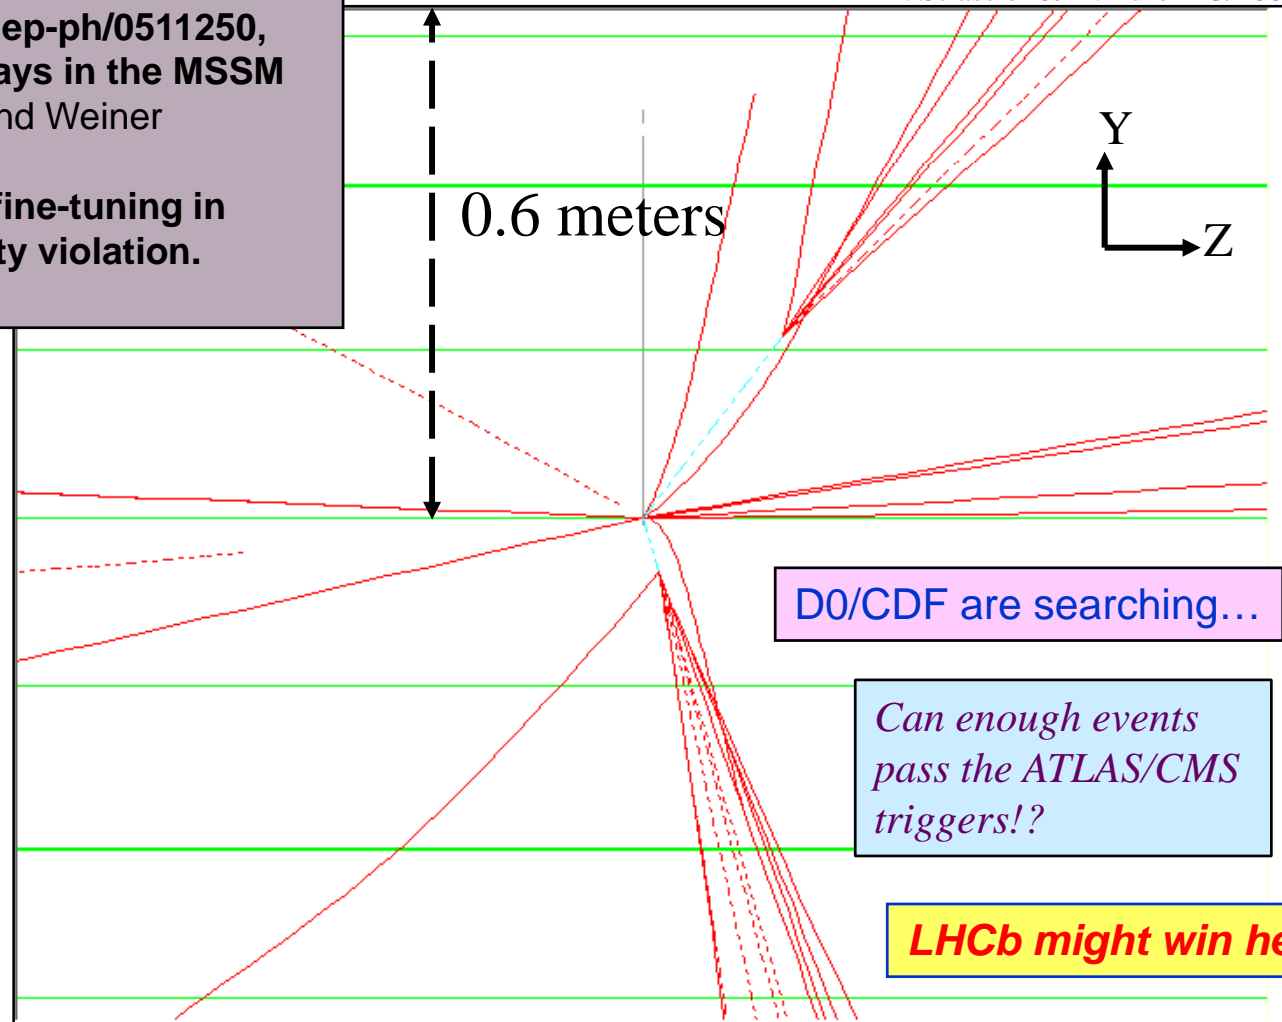 ep-ph/0511250,
ays in the MSSM
nd Weiner
fine-tuning in
ty violation.
0.6 meters
Y
Z
D0/CDF are searching…
Can enough events
pass the ATLAS/CMS
triggers!?
LHCb might win he